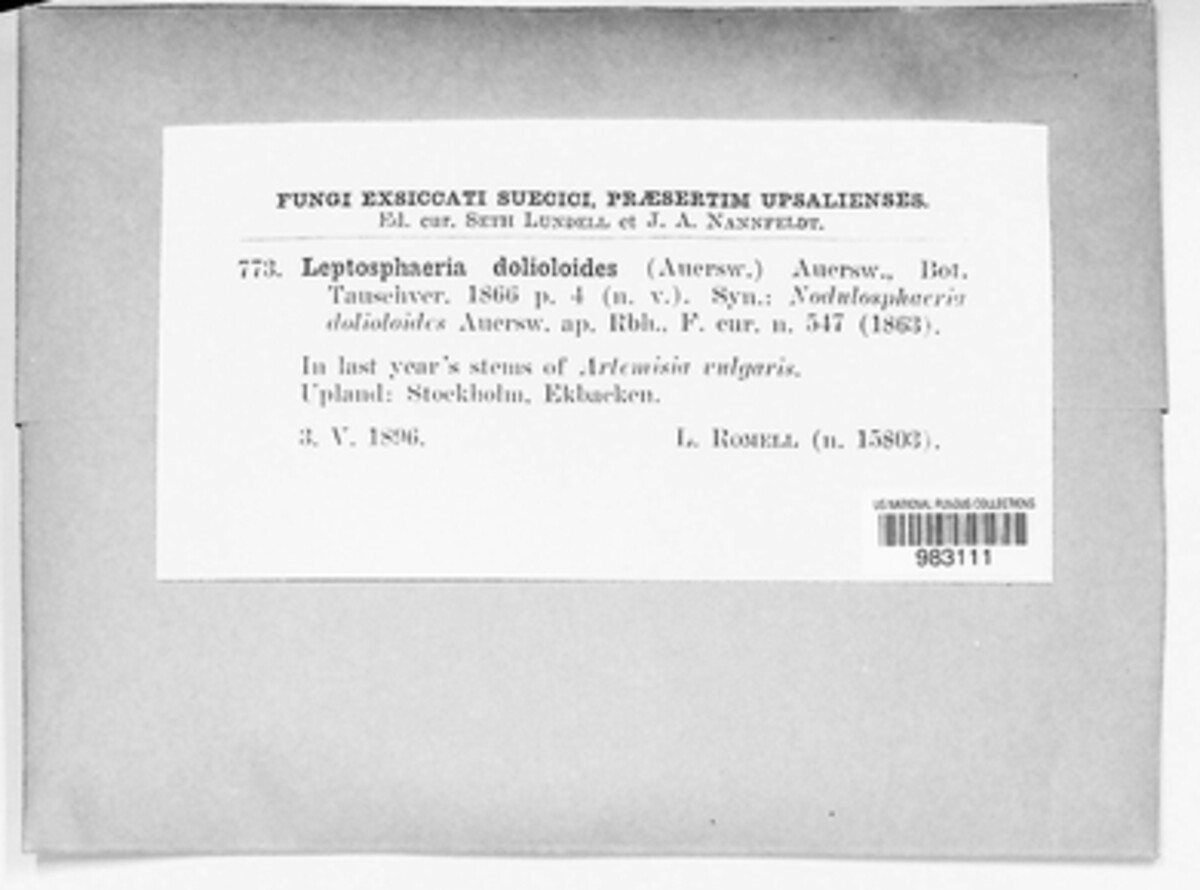 FUNGI EXSICCATI SUECICI, PRÆSERTIM UPSALIENSES.
Ed. cur. SETH LUNDELL et J. A. NANNFELDT.
773. Leptosphaeria dolioloides (Auersw.) Auersw., Bot.
Tauschver. 1866 p. 4 (n. v.). Syn.: Nodulosphaeria
dolioloides Auersw. ap. Rbh., F. eur. n. 547 (1863).
In last year's stems of Artemisia vulgaris.
Upland: Stockholm, Ekbacken.
3. V. 1896. L. ROMELL (n. 15803).
US NATIONAL FUNGUS COLLECTIONS
983111